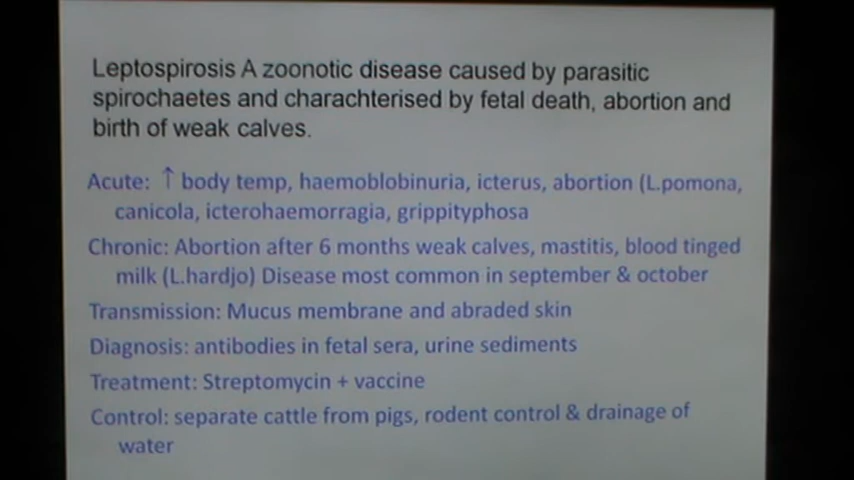 Leptospirosis A zoonotic disease caused by parasitic
spirochaetes and charachterised by fetal death, abortion and
birth of weak calves.
Acute: ↑ body temp, haemoblobinuria, icterus, abortion (L.pomona,
canicola, icterohaemorragia, grippityphosa
Chronic: Abortion after 6 months weak calves, mastitis, blood tinged
milk (L.hardjo) Disease most common in september & october
Transmission: Mucus membrane and abraded skin
Diagnosis: antibodies in fetal sera, urine sediments
Treatment: Streptomycin + vaccine
Control: separate cattle from pigs, rodent control & drainage of
water